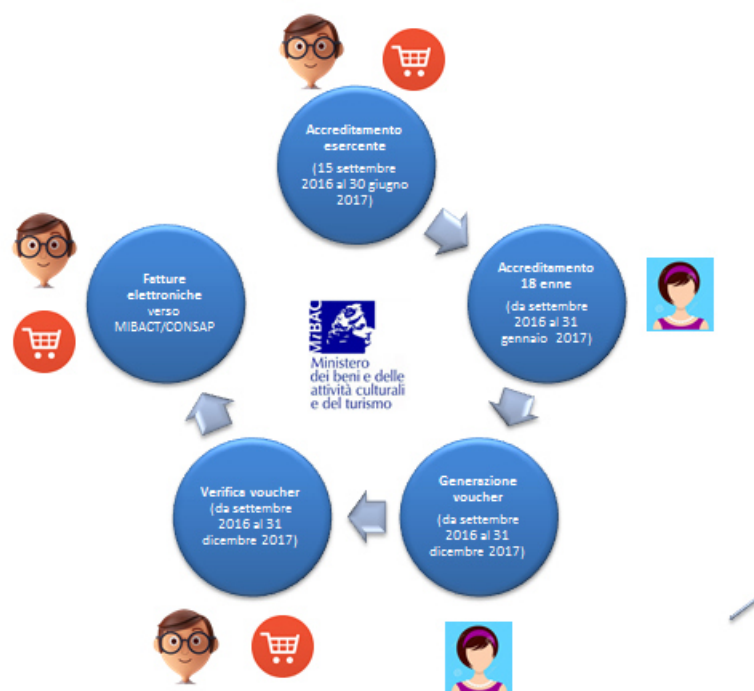 Accreditamento
esercente
(15 settembre
2016 al 30 giugno
2017)
Accreditamento
18 enne
(da settembre
2016 al 31
gennaio 2017)
Generazione
voucher
(da settembre
2016 al 31
dicembre 2017)
Verifica voucher
(da settembre
2016 al 31
dicembre 2017)
Fatture
elettroniche
verso
MIBACT/CONSAP
MiBAC
Ministero
dei beni e delle
attività culturali
e del turismo